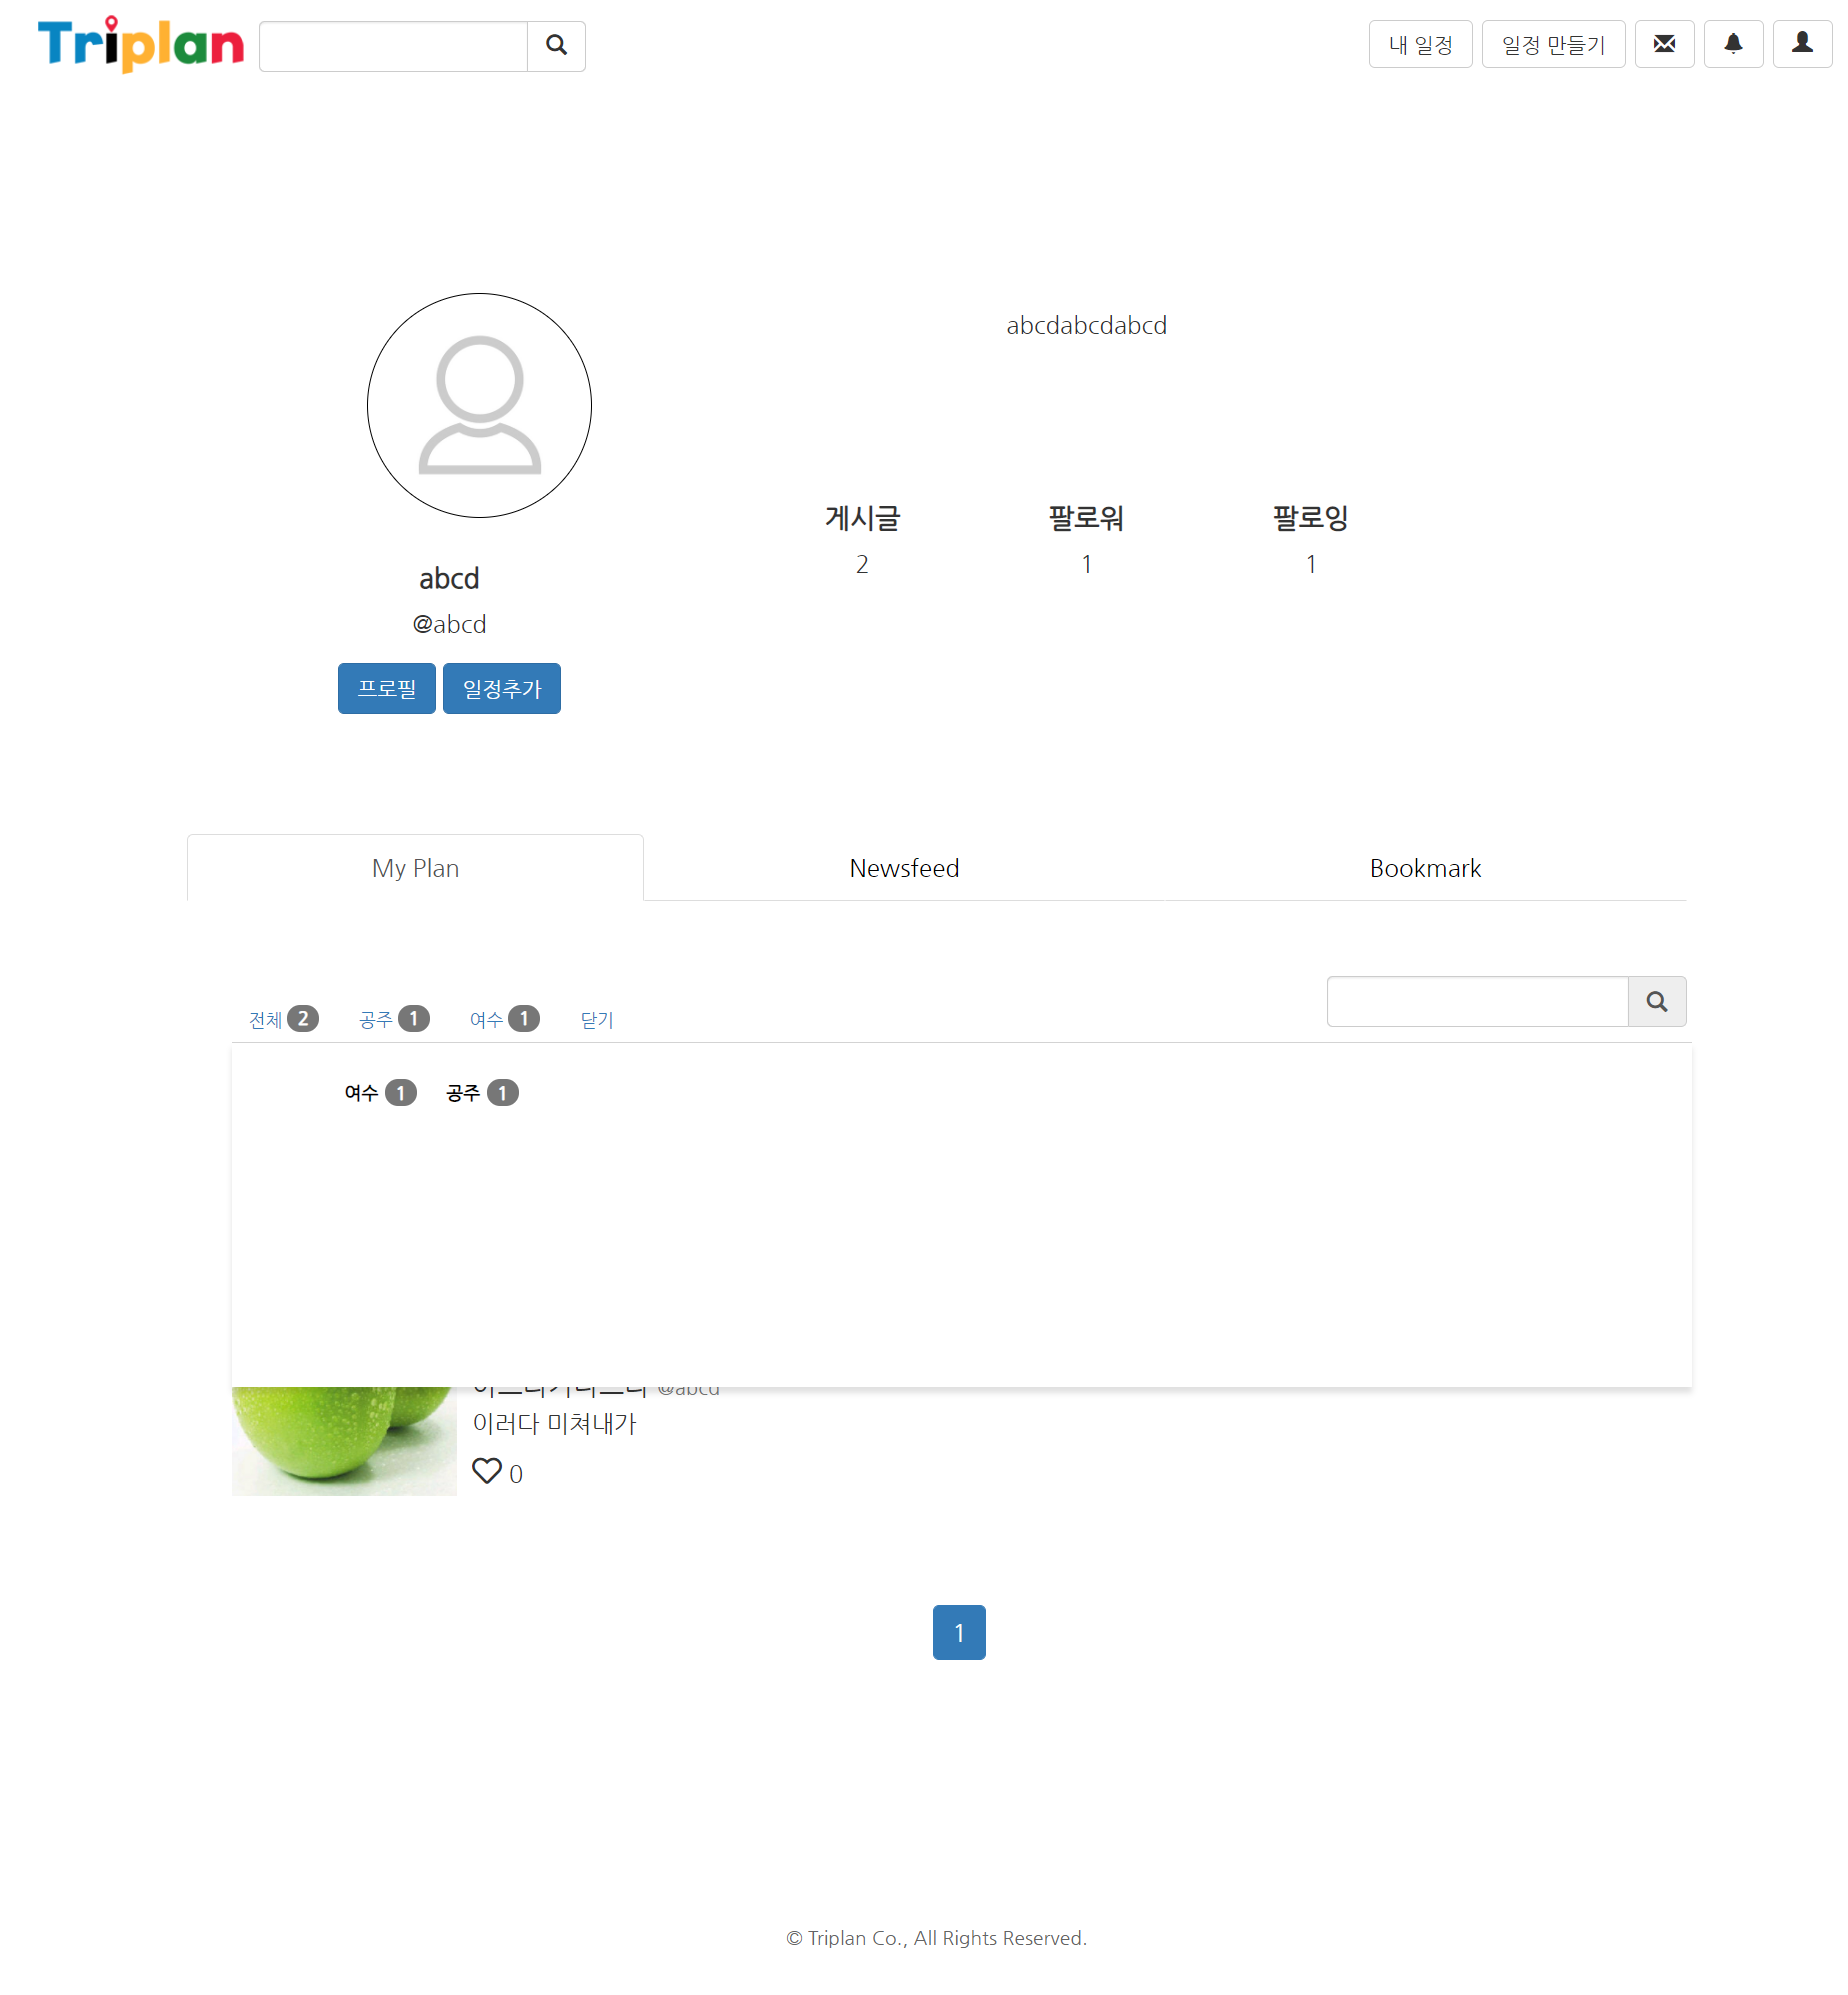 Triplan
내 일정
일정 만들기
abcdabcdabcd
게시글 팔로워 팔로잉
2 1 1
abcd
@abcd
프로필 일정추가
My Plan Newsfeed Bookmark
전체 2 공주 1 여수 1 닫기
여수 1 공주 1
@abcd
이러다 미쳐내가
0
1
© Triplan Co., All Rights Reserved.